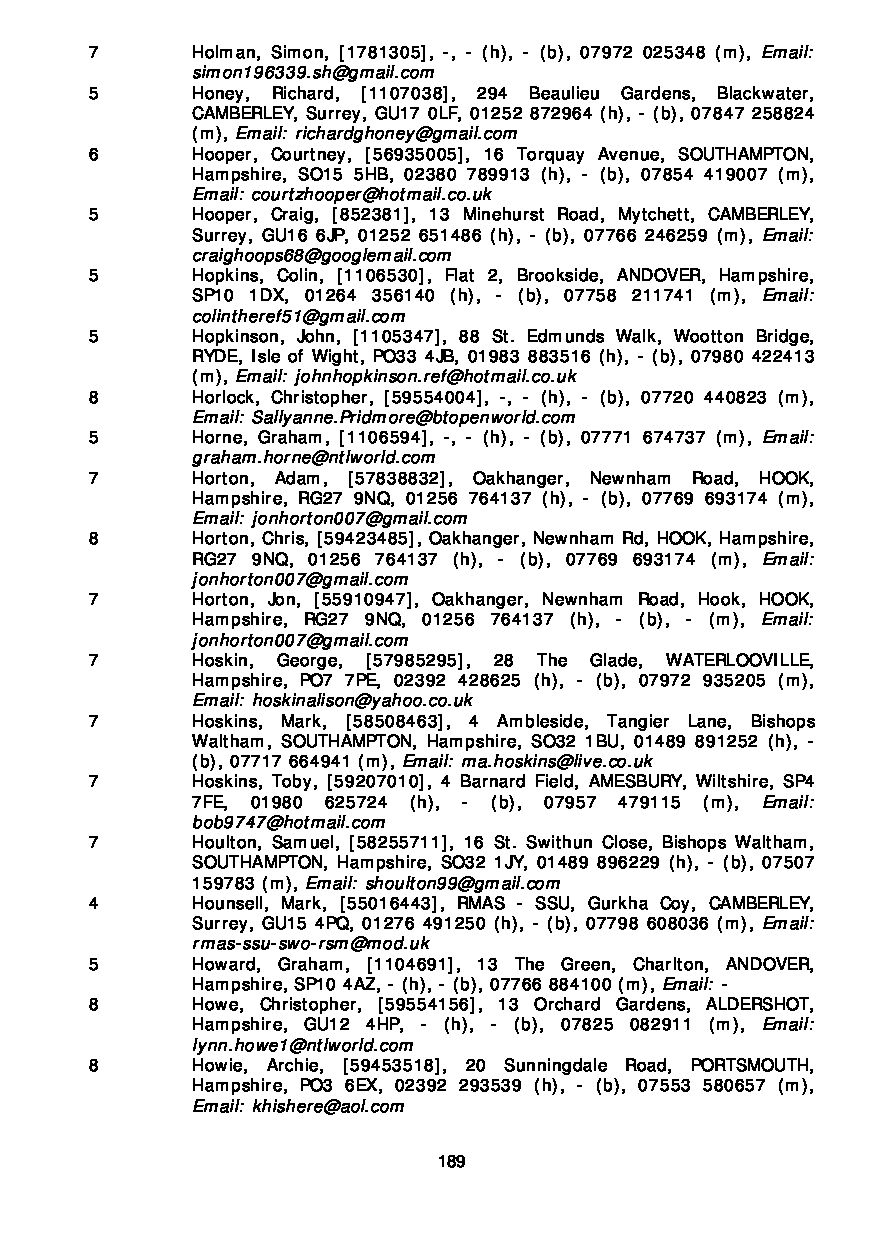 7 Holman, Simon, [1781305], -, - (h), - (b), 07972 025348 (m), Email:
simon196339.sh@gmail.com
5 Honey, Richard, [1107038], 294 Beaulieu Gardens, Blackwater,
CAMBERLEY, Surrey, GU17 0LF, 01252 872964 (h), - (b), 07847 258824
(m), Email: richardghoney@gmail.com
6 Hooper, Courtney, [56935005], 16 Torquay Avenue, SOUTHAMPTON,
Hampshire, SO15 5HB, 02380 789913 (h), - (b), 07854 419007 (m),
Email: courtzhooper@hotmail.co.uk
5 Hooper, Craig, [852381], 13 Minehurst Road, Mytchett, CAMBERLEY,
Surrey, GU16 6JP, 01252 651486 (h), - (b), 07766 246259 (m), Email:
craighoops68@googlemail.com
5 Hopkins, Colin, [1106530], Flat 2, Brookside, ANDOVER, Hampshire,
SP10 1DX, 01264 356140 (h), - (b), 07758 211741 (m), Email:
colintheref51@gmail.com
5 Hopkinson, John, [1105347], 88 St. Edmunds Walk, Wootton Bridge,
RYDE, Isle of Wight, PO33 4JB, 01983 883516 (h), - (b), 07980 422413
(m), Email: johnhopkinson.ref@hotmail.co.uk
8 Horlock, Christopher, [59554004], -, - (h), - (b), 07720 440823 (m),
Email: Sallyanne.Pridmore@btopenworld.com
5 Horne, Graham, [1106594], -, - (h), - (b), 07771 674737 (m), Email:
graham.horne@ntlworld.com
7 Horton, Adam, [57838832], Oakhanger, Newnham Road, HOOK,
Hampshire, RG27 9NQ, 01256 764137 (h), - (b), 07769 693174 (m),
Email: jonhorton007@gmail.com
8 Horton, Chris, [59423485], Oakhanger, Newnham Rd, HOOK, Hampshire,
RG27 9NQ, 01256 764137 (h), - (b), 07769 693174 (m), Email:
jonhorton007@gmail.com
7 Horton, Jon, [55910947], Oakhanger, Newnham Road, Hook, HOOK,
Hampshire, RG27 9NQ, 01256 764137 (h), - (b), - (m), Email:
jonhorton007@gmail.com
7 Hoskin, George, [57985295], 28 The Glade, WATERLOOVILLE,
Hampshire, PO7 7PE, 02392 428625 (h), - (b), 07972 935205 (m),
Email: hoskinalison@yahoo.co.uk
7 Hoskins, Mark, [58508463], 4 Ambleside, Tangier Lane, Bishops
Waltham, SOUTHAMPTON, Hampshire, SO32 1BU, 01489 891252 (h), -
(b), 07717 664941 (m), Email: ma.hoskins@live.co.uk
7 Hoskins, Toby, [59207010], 4 Barnard Field, AMESBURY, Wiltshire, SP4
7FE, 01980 625724 (h), - (b), 07957 479115 (m), Email:
bob9747@hotmail.com
7 Houlton, Samuel, [58255711], 16 St. Swithun Close, Bishops Waltham,
SOUTHAMPTON, Hampshire, SO32 1JY, 01489 896229 (h), - (b), 07507
159783 (m), Email: shoulton99@gmail.com
4 Hounsell, Mark, [55016443], RMAS - SSU, Gurkha Coy, CAMBERLEY,
Surrey, GU15 4PQ, 01276 491250 (h), - (b), 07798 608036 (m), Email:
rmas-ssu-swo-rsm@mod.uk
5 Howard, Graham, [1104691], 13 The Green, Charlton, ANDOVER,
Hampshire, SP10 4AZ, - (h), - (b), 07766 884100 (m), Email: -
8 Howe, Christopher, [59554156], 13 Orchard Gardens, ALDERSHOT,
Hampshire, GU12 4HP, - (h), - (b), 07825 082911 (m), Email:
lynn.howe1@ntlworld.com
8 Howie, Archie, [59453518], 20 Sunningdale Road, PORTSMOUTH,
Hampshire, PO3 6EX, 02392 293539 (h), - (b), 07553 580657 (m),
Email: khishere@aol.com
189